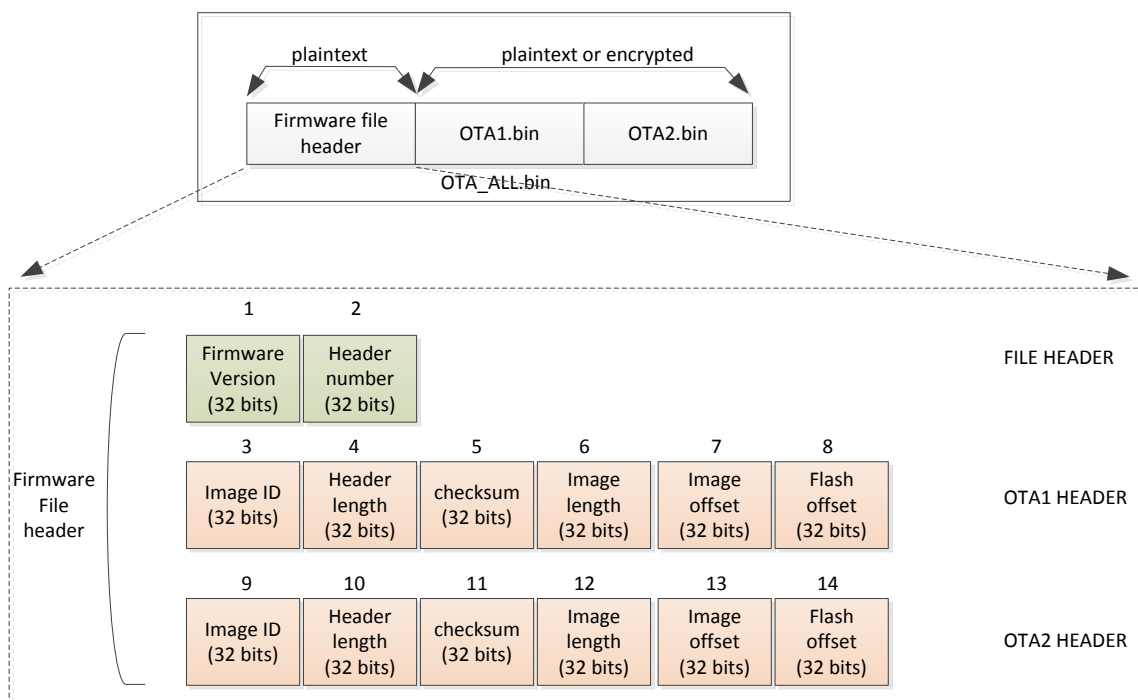 plaintext
plaintext or encrypted
Firmware file
header
OTA1.bin
OTA2.bin
OTA_ALL.bin
1
2
Firmware
Version
(32 bits)
Header
number
(32 bits)
FILE HEADER
3
4
5
6
7
8
Image ID
(32 bits)
Header
length
(32 bits)
checksum
(32 bits)
Image
length
(32 bits)
Image
offset
(32 bits)
Flash
offset
(32 bits)
OTA1 HEADER
Firmware
File
header
9
10
11
12
13
14
Image ID
(32 bits)
Header
length
(32 bits)
checksum
(32 bits)
Image
length
(32 bits)
Image
offset
(32 bits)
Flash
offset
(32 bits)
OTA2 HEADER